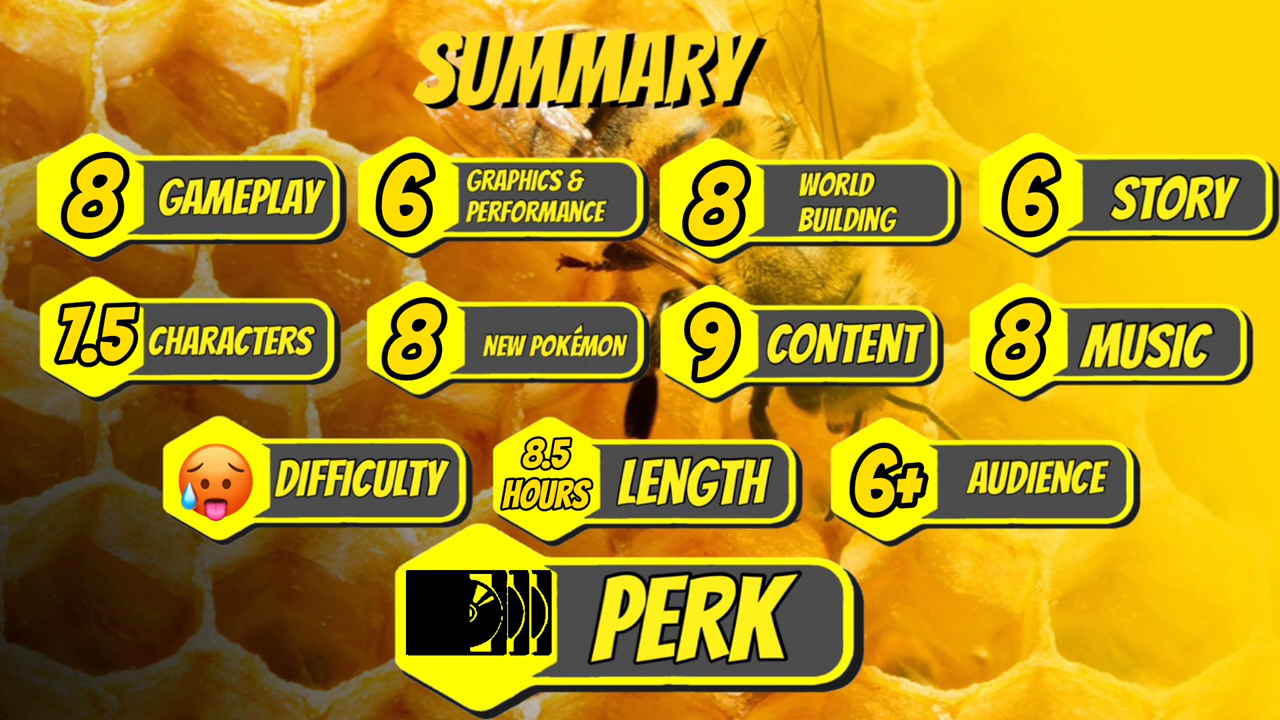 SUMMARY
8 GAMEPLAY
6 GRAPHICS &
PERFORMANCE
8 WORLD
BUILDING
6 STORY
7.5 CHARACTERS
8 NEW POKÉMON
9 CONTENT
8 MUSIC
DIFFICULTY
8.5
HOURS
LENGTH
6+ AUDIENCE
PERK